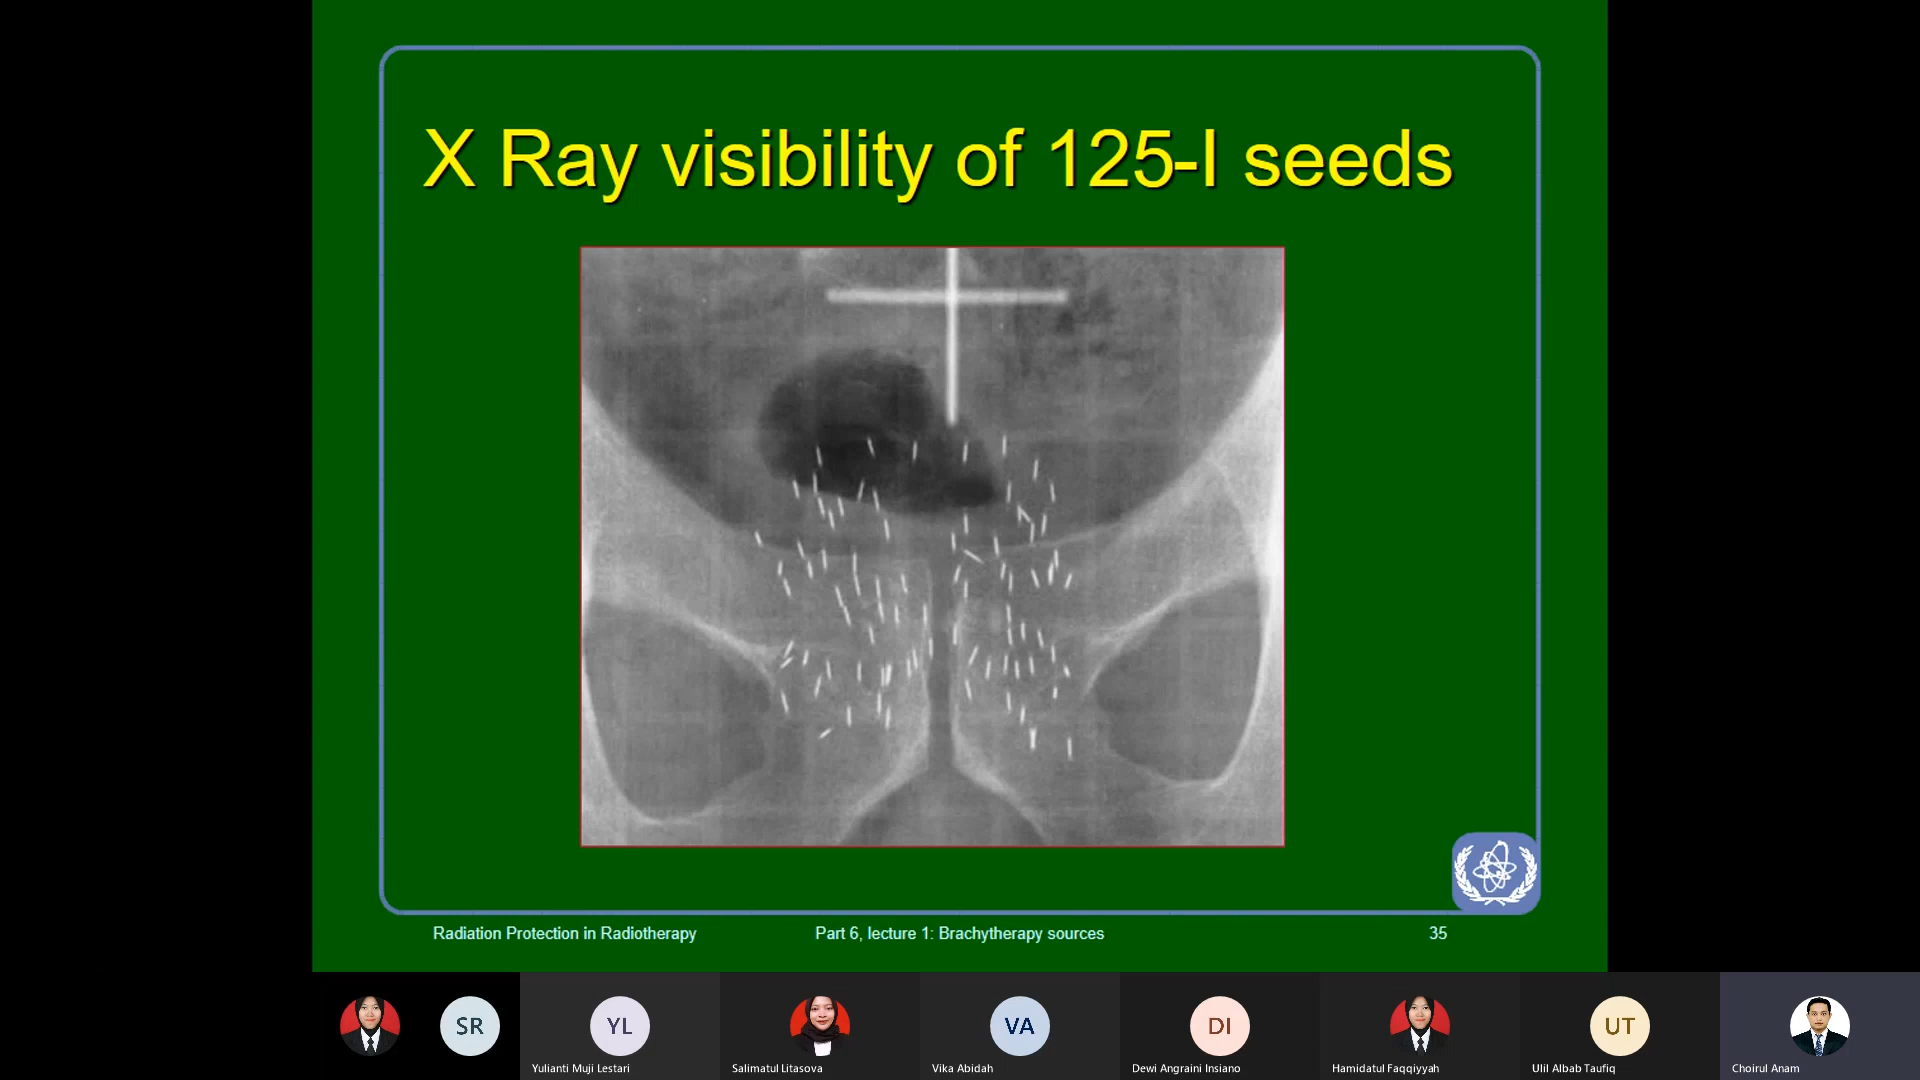 X Ray visibility of 125-I seeds
Radiation Protection in Radiotherapy
Part 6, lecture 1: Brachytherapy sources
35
SR
YL
VA
DI
UT
Yulianti Muji Lestari
Salimatul Litasova
Vika Abidah
Dewi Angraini Insiano
Hamidatul Faqqiyyah
Ulil Albab Taufiq
Choirul Anam